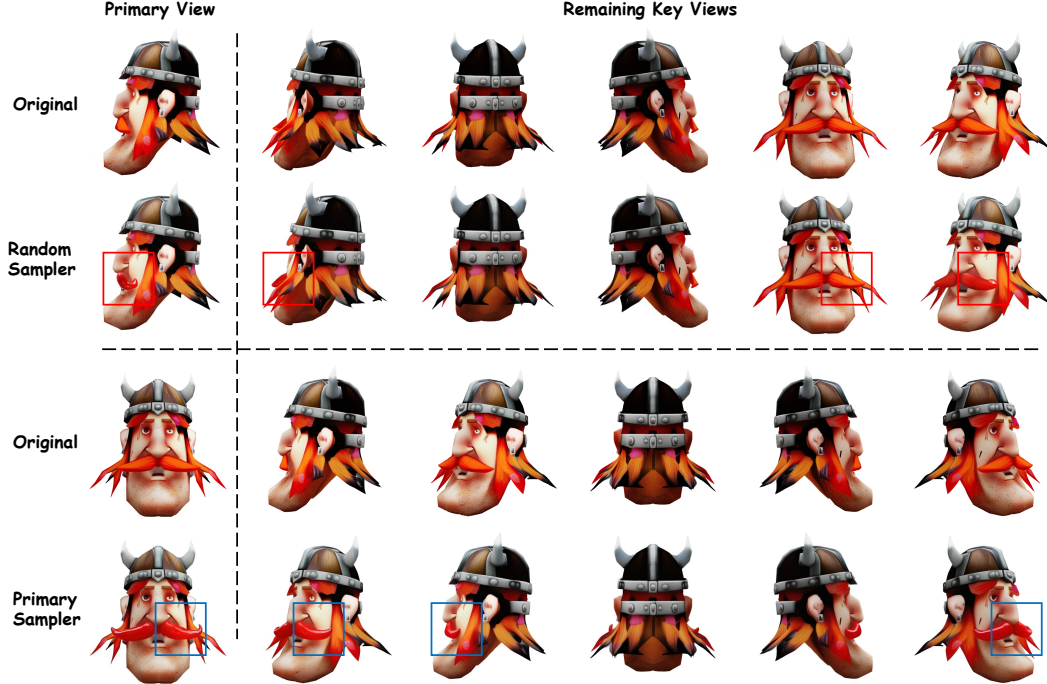 Primary View
Remaining Key Views
Original
Random
Sampler
Original
Primary
Sampler